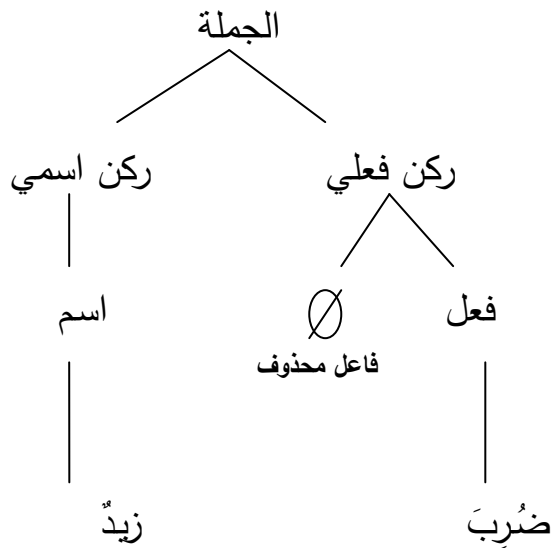 الجملة
ركن فعلي ركن اسمي
فعل ∅ اسم
فاعل محذوف
ضُرِبَ زيدٌ